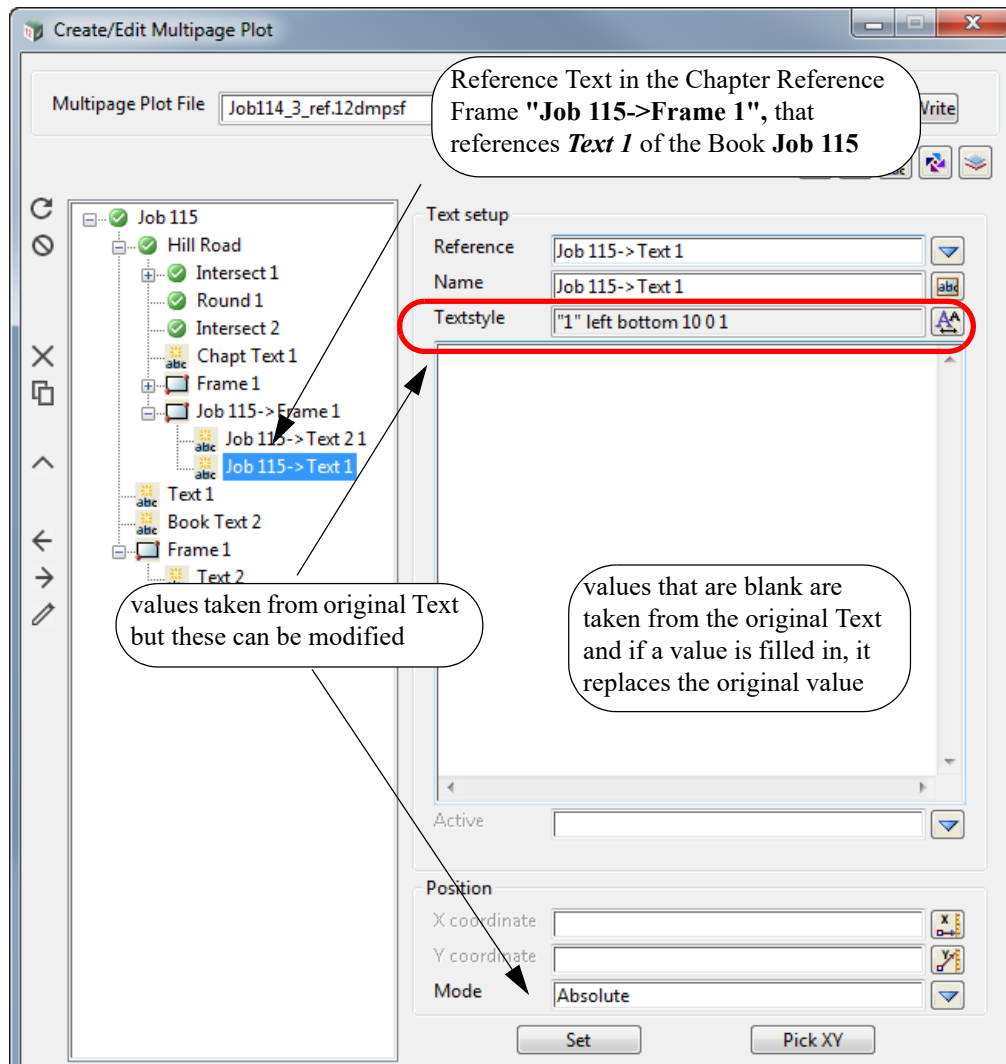 Create/Edit Multipage Plot
Multipage Plot File
Job114_3_ref.12dmpsf
Write
Reference Text in the Chapter Reference
Frame "Job 115->Frame 1", that
references Text 1 of the Book Job 115
Job 115
Hill Road
Intersect 1
Round 1
Intersect 2
abc Chapt Text 1
Frame 1
Job 115->Frame 1
abc Job 115->Text 2 1
abc Job 115->Text 1
abc Text 1
abc Book Text 2
Frame 1
Text 2
Text setup
Reference
Job 115->Text 1
Name
Job 115->Text 1
abc
Textstyle
"1" left bottom 10 0 1
values taken from original Text
but these can be modified
values that are blank are
taken from the original Text
and if a value is filled in, it
replaces the original value
Active
Position
X coordinate
X
Y coordinate
Y
Mode
Absolute
Set
Pick XY